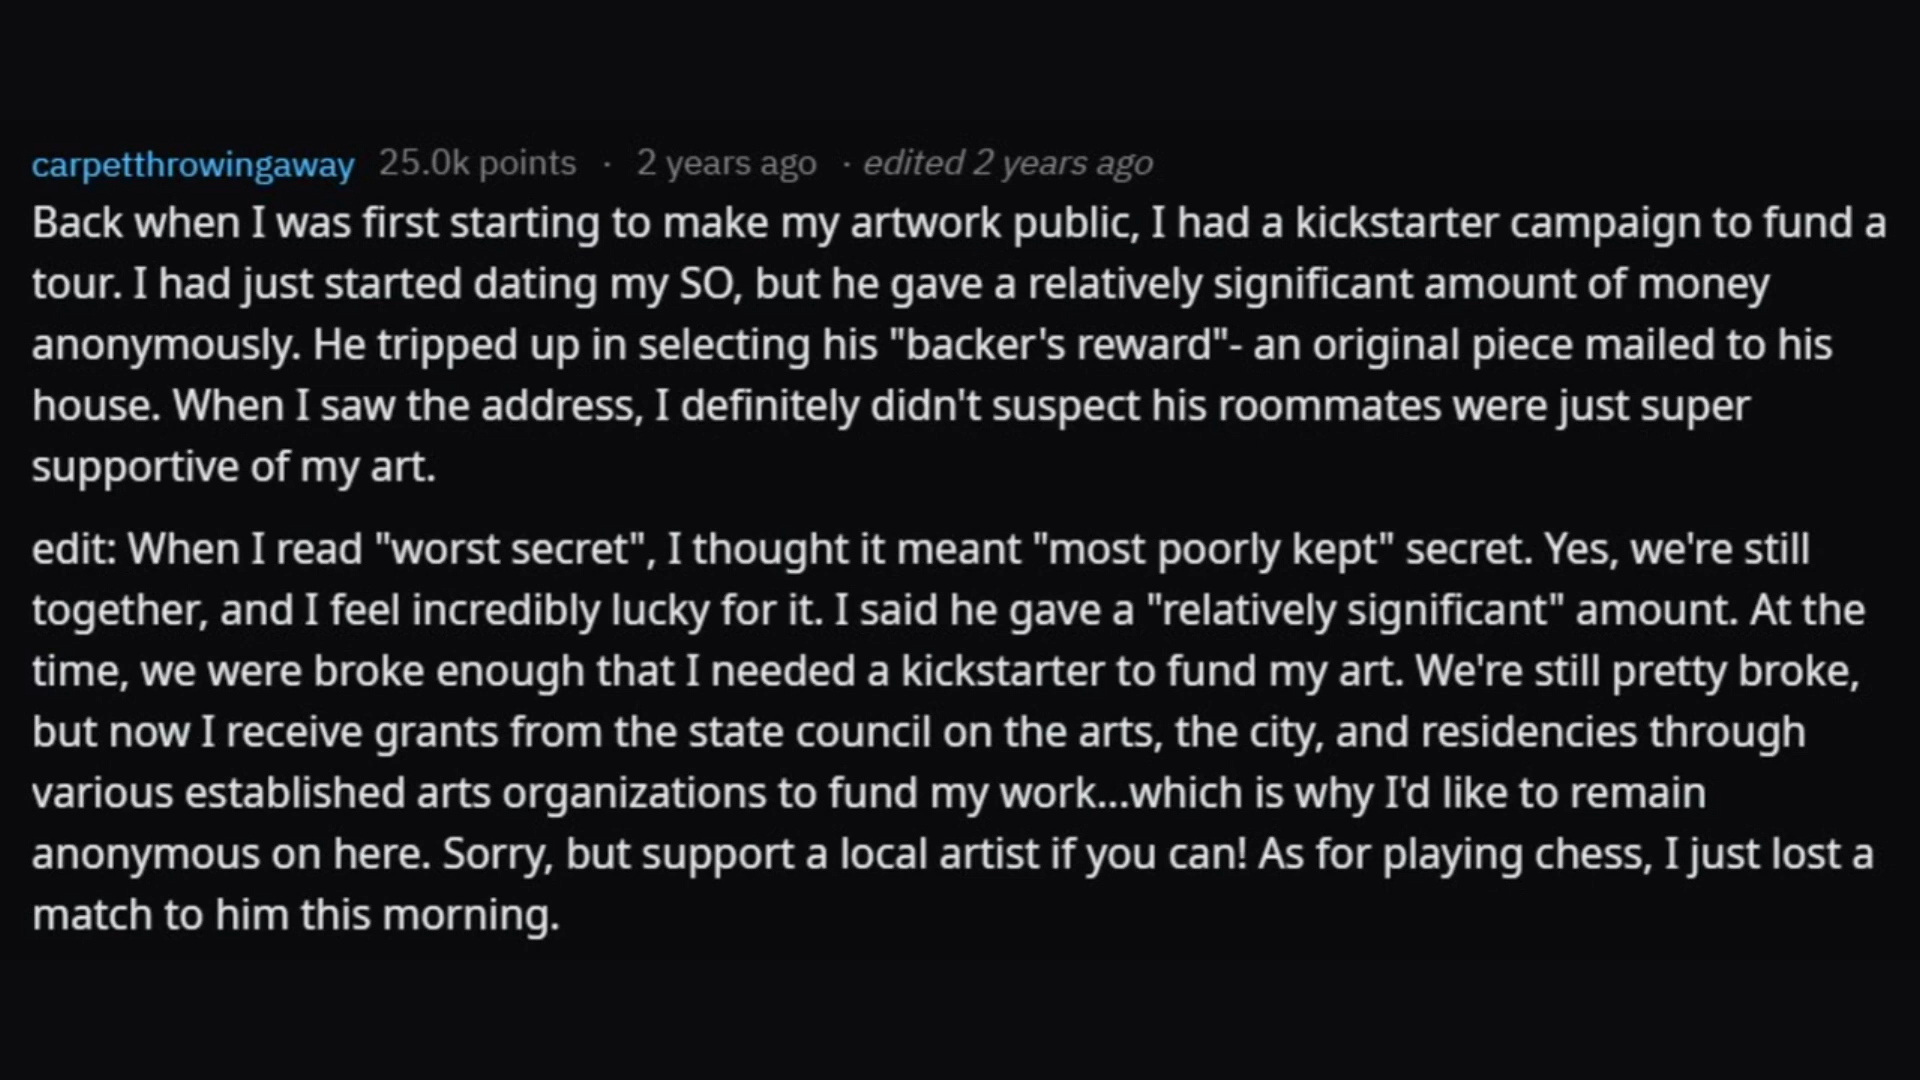 carpetthrowingaway 25.0k points · 2 years ago · edited 2 years ago
Back when I was first starting to make my artwork public, I had a kickstarter campaign to fund a
tour. I had just started dating my SO, but he gave a relatively significant amount of money
anonymously. He tripped up in selecting his "backer's reward"- an original piece mailed to his
house. When I saw the address, I definitely didn't suspect his roommates were just super
supportive of my art.
edit: When I read "worst secret", I thought it meant "most poorly kept" secret. Yes, we're still
together, and I feel incredibly lucky for it. I said he gave a "relatively significant" amount. At the
time, we were broke enough that I needed a kickstarter to fund my art. We're still pretty broke,
but now I receive grants from the state council on the arts, the city, and residencies through
various established arts organizations to fund my work...which is why I'd like to remain
anonymous on here. Sorry, but support a local artist if you can! As for playing chess, I just lost a
match to him this morning.